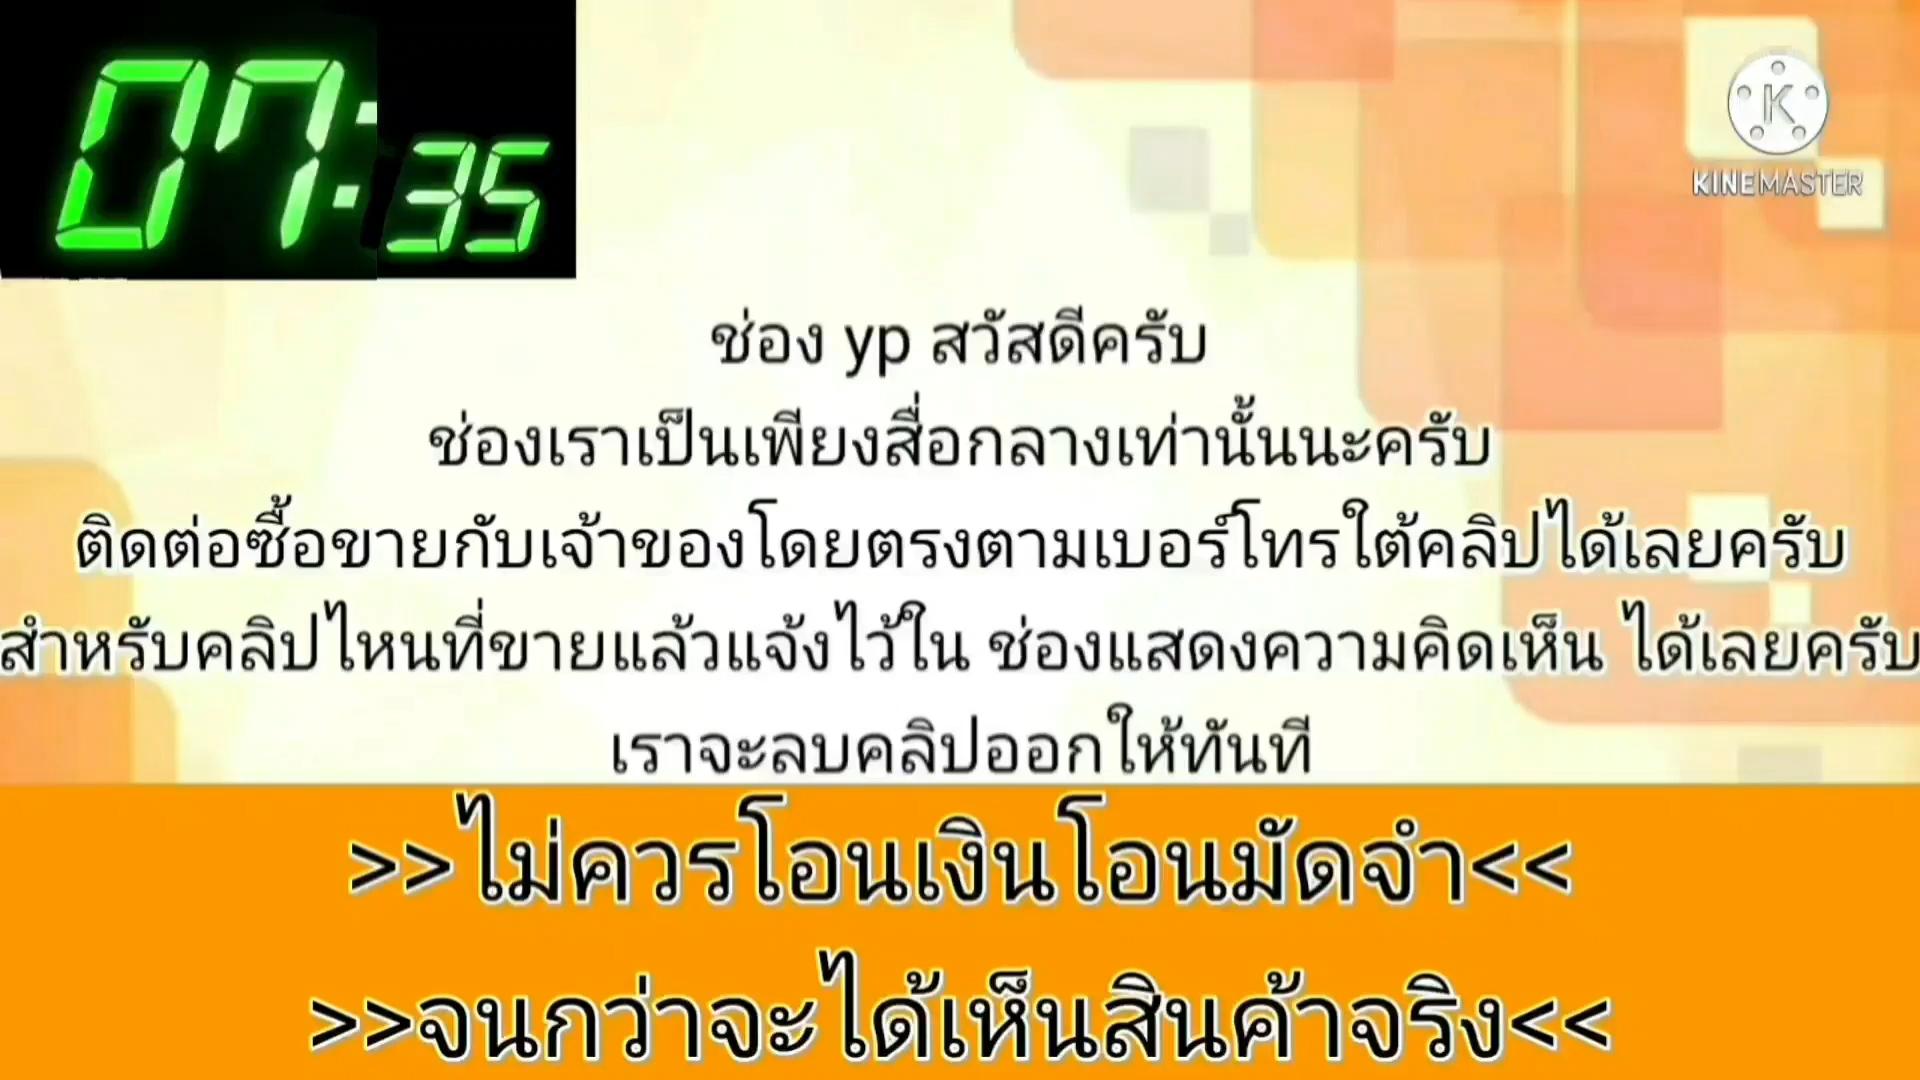 07:35
KINEMASTER
ช่อง yp สวัสดีครับ
ช่องเราเป็นเพียงสื่อกลางเท่านั้นนะครับ
ติดต่อซื้อขายกับเจ้าของโดยตรงตามเบอร์โทรใต้คลิปได้เลยครับ
สำหรับคลิปไหนที่ขายแล้วแจ้งไว้ใน ช่องแสดงความคิดเห็น ได้เลยครับ
เราจะลบคลิปออกให้ทันที
>>ไม่ควรโอนเงินโอนมัดจำ<<
>>จนกว่าจะได้เห็นสินค้าจริง<<